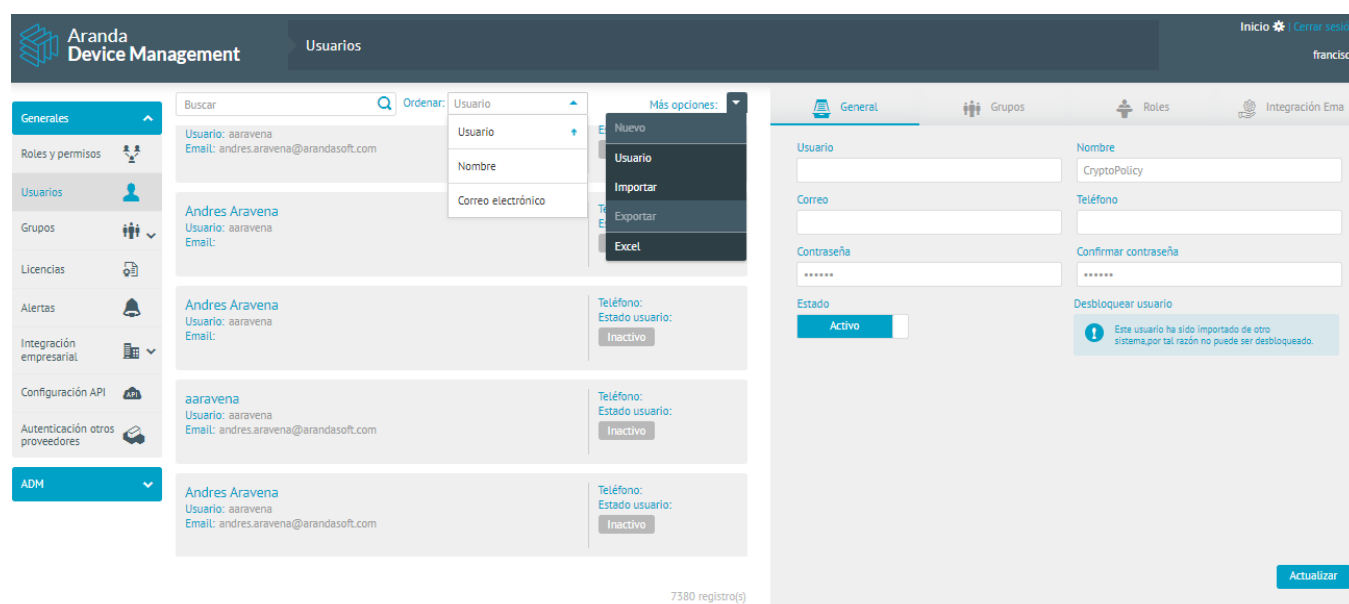 Aranda
Device Management
Usuarios
Inicio
| Cerrar sesió
francisc
Generales
Roles y permisos
Usuarios
Grupos
Licencias
Alertas
Integración
empresarial
Configuración API
API
Autenticación otros
proveedores
ADM
Buscar
Ordenar:
Usuario
Más opciones:
Usuario
Nombre
Correo electrónico
Nuevo
Usuario
Importar
Exportar
Excel
Usuario: aaravena
Email: andres.aravena@arandasoft.com
Andres Aravena
Usuario: aaravena
Email:
Andres Aravena
Usuario: aaravena
Email:
Teléfono:
Estado usuario:
Inactivo
aaravena
Usuario: aaravena
Email: andres.aravena@arandasoft.com
Teléfono:
Estado usuario:
Inactivo
Andres Aravena
Usuario: aaravena
Email: andres.aravena@arandasoft.com
Teléfono:
Estado usuario:
Inactivo
7380 registro(s)
General
Grupos
Roles
Integración Ema
Usuario
Nombre
CryptoPolicy
Correo
Teléfono
Contraseña
••••••
Confirmar contraseña
••••••
Estado
Activo
Desbloquear usuario
Este usuario ha sido importado de otro
sistema,por tal razón no puede ser desbloqueado.
Actualizar